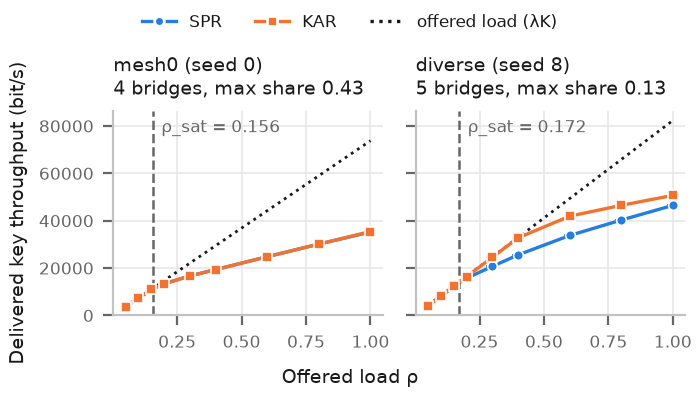 SPR KAR offered load (λK)
mesh0 (seed 0)
4 bridges, max share 0.43
diverse (seed 8)
5 bridges, max share 0.13
Delivered key throughput (bit/s)
80000
60000
40000
20000
0
ρ_sat = 0.156
ρ_sat = 0.172
0.25 0.50 0.75 1.00
0.25 0.50 0.75 1.00
Offered load ρ